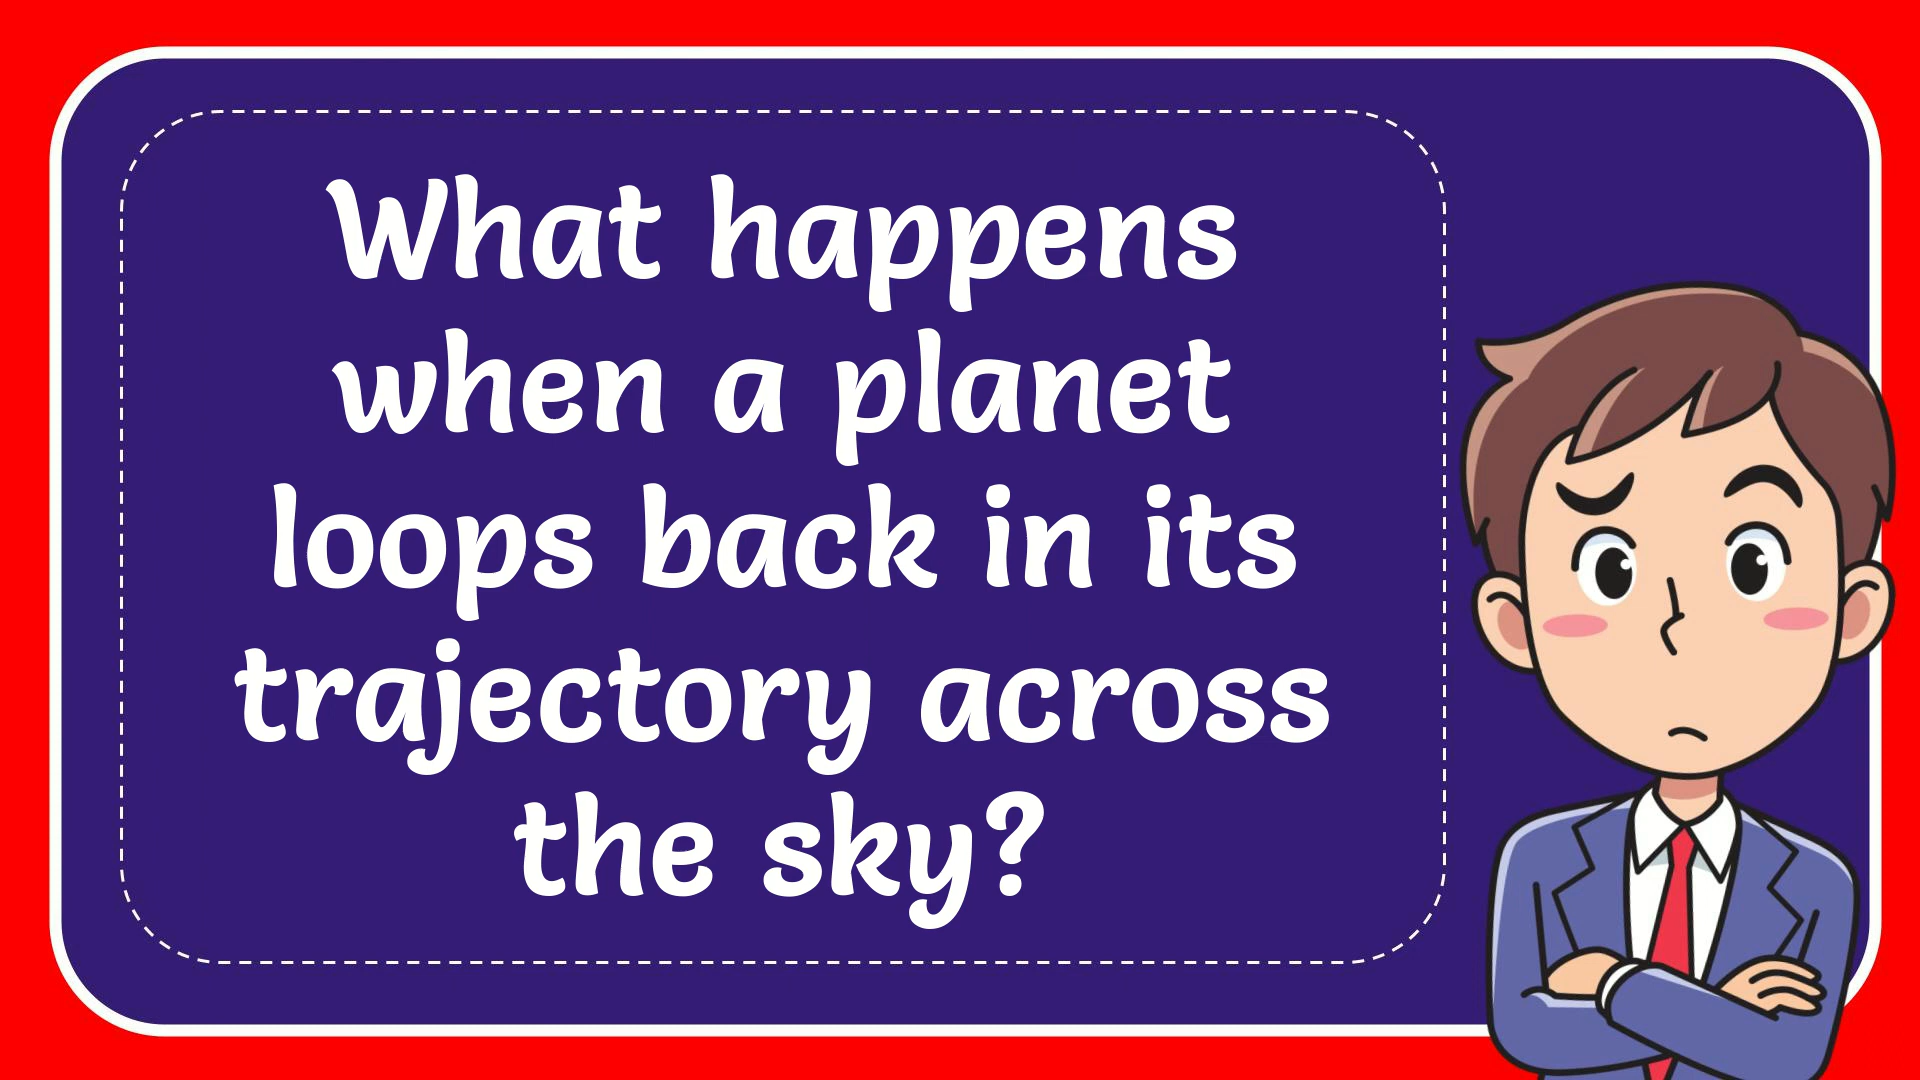 What happens
when a planet
loops back in its
trajectory across
the sky?